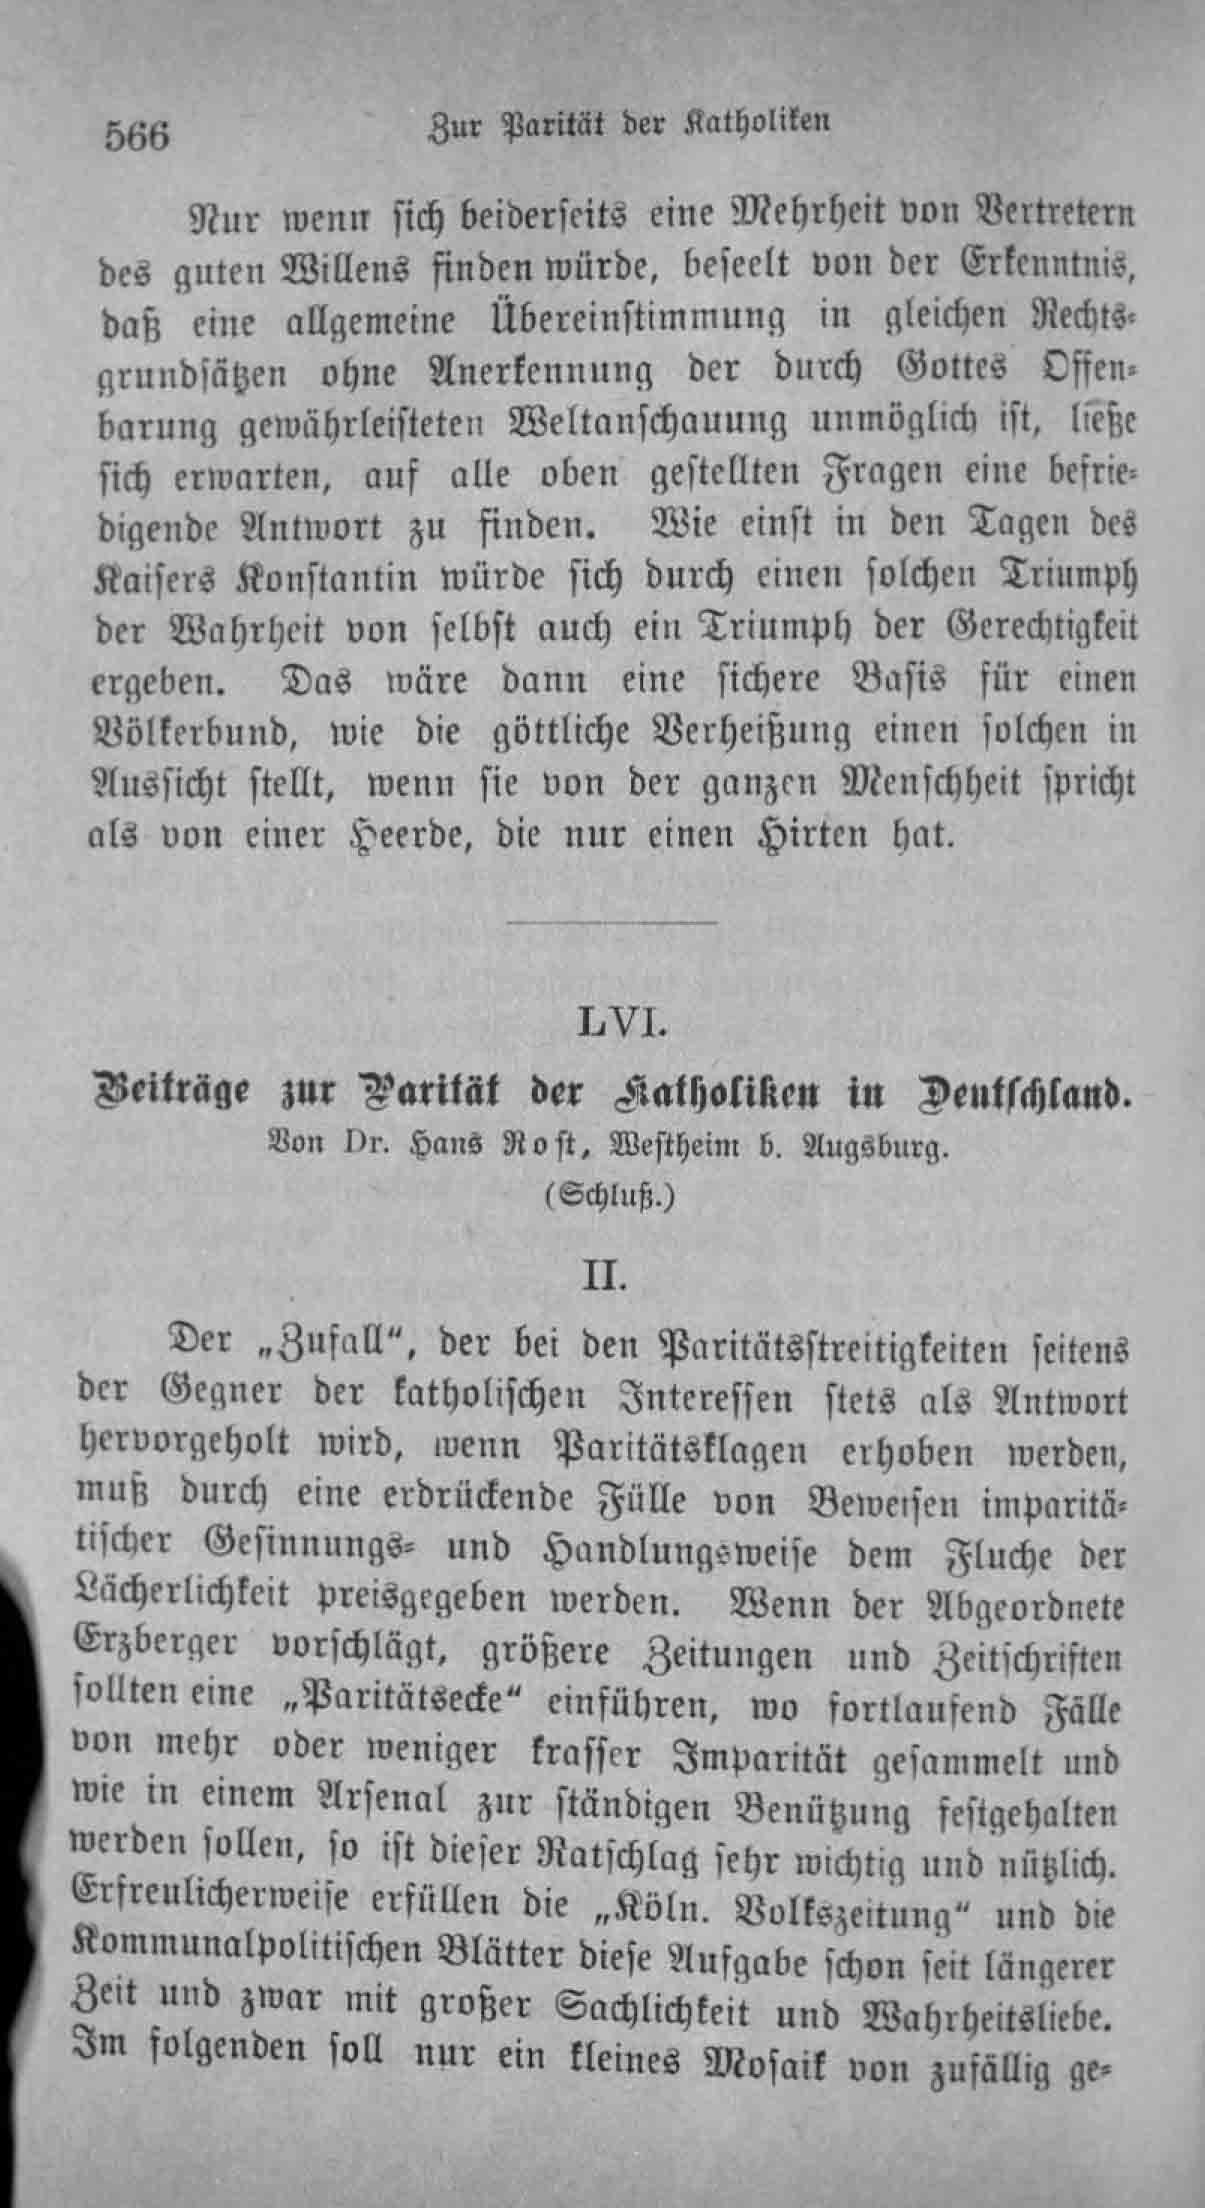 566
Zur Parität der Katholiken
Nur wenn sich beiderseits eine Mehrheit von Vertretern
des guten Willens finden würde, beseelt von der Erkenntnis,
daß eine allgemeine Übereinstimmung in gleichen Rechts-
grundsätzen ohne Anerkennung der durch Gottes Offen-
barung gewährleisteten Weltanschauung unmöglich ist, ließe
sich erwarten, auf alle oben gestellten Fragen eine befrie-
digende Antwort zu finden. Wie einst in den Tagen des
Kaisers Konstantin würde sich durch einen solchen Triumph
der Wahrheit von selbst auch ein Triumph der Gerechtigkeit
ergeben. Das wäre dann eine sichere Basis für einen
Völkerbund, wie die göttliche Verheißung einen solchen in
Aussicht stellt, wenn sie von der ganzen Menschheit spricht
als von einer Heerde, die nur einen Hirten hat.
LVI.
Beiträge zur Parität der Katholiken in Deutschland.
Von Dr. Hans Rost, Westheim b. Augsburg.
(Schluß.)
II.
Der „Zufall“, der bei den Paritätsstreitigkeiten seitens
der Gegner der katholischen Interessen stets als Antwort
hervorgeholt wird, wenn Paritätsklagen erhoben werden,
muß durch eine erdrückende Fülle von Beweisen imparitä-
tischer Gesinnungs- und Handlungsweise dem Fluche der
Lächerlichkeit preisgegeben werden. Wenn der Abgeordnete
Erzberger vorschlägt, größere Zeitungen und Zeitschriften
sollten eine „Paritätsecke“ einführen, wo fortlaufend Fälle
von mehr oder weniger krasser Imparität gesammelt und
wie in einem Arsenal zur ständigen Benützung festgehalten
werden sollen, so ist dieser Ratschlag sehr wichtig und nützlich.
Erfreulicherweise erfüllen die „Köln. Volkszeitung“ und die
Kommunalpolitischen Blätter diese Aufgabe schon seit längerer
Zeit und zwar mit großer Sachlichkeit und Wahrheitsliebe.
Im folgenden soll nur ein kleines Mosaik von zufällig ge-